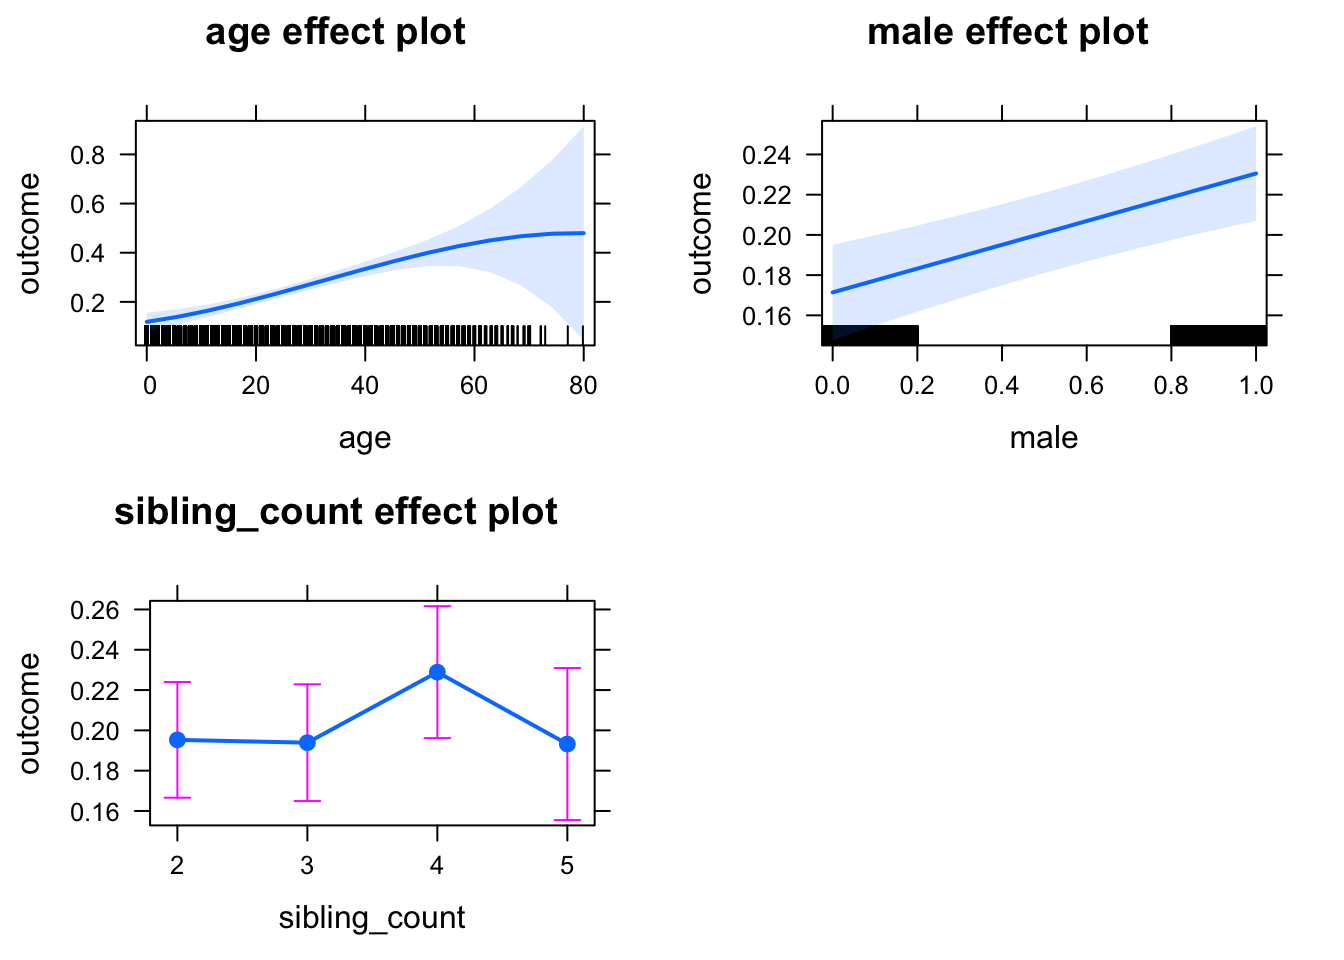 age effect plot
outcome
0.8
0.6
0.4
0.2
0 20 40 60 80
age
male effect plot
outcome
0.24
0.22
0.20
0.18
0.16
0.0 0.2 0.4 0.6 0.8 1.0
male
sibling_count effect plot
outcome
0.26
0.24
0.22
0.20
0.18
0.16
2 3 4 5
sibling_count